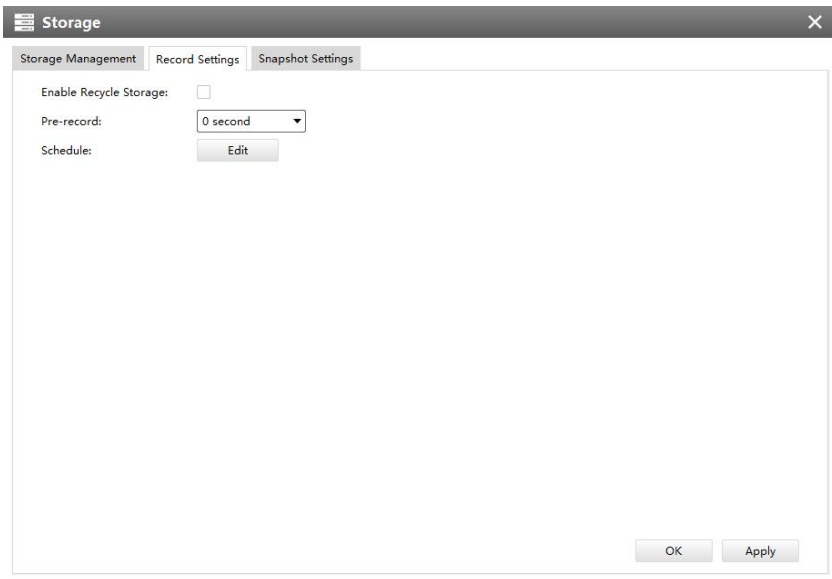 Storage
Storage Management Record Settings Snapshot Settings
Enable Recycle Storage:
Pre-record: 0 second
Schedule: Edit
OK Apply